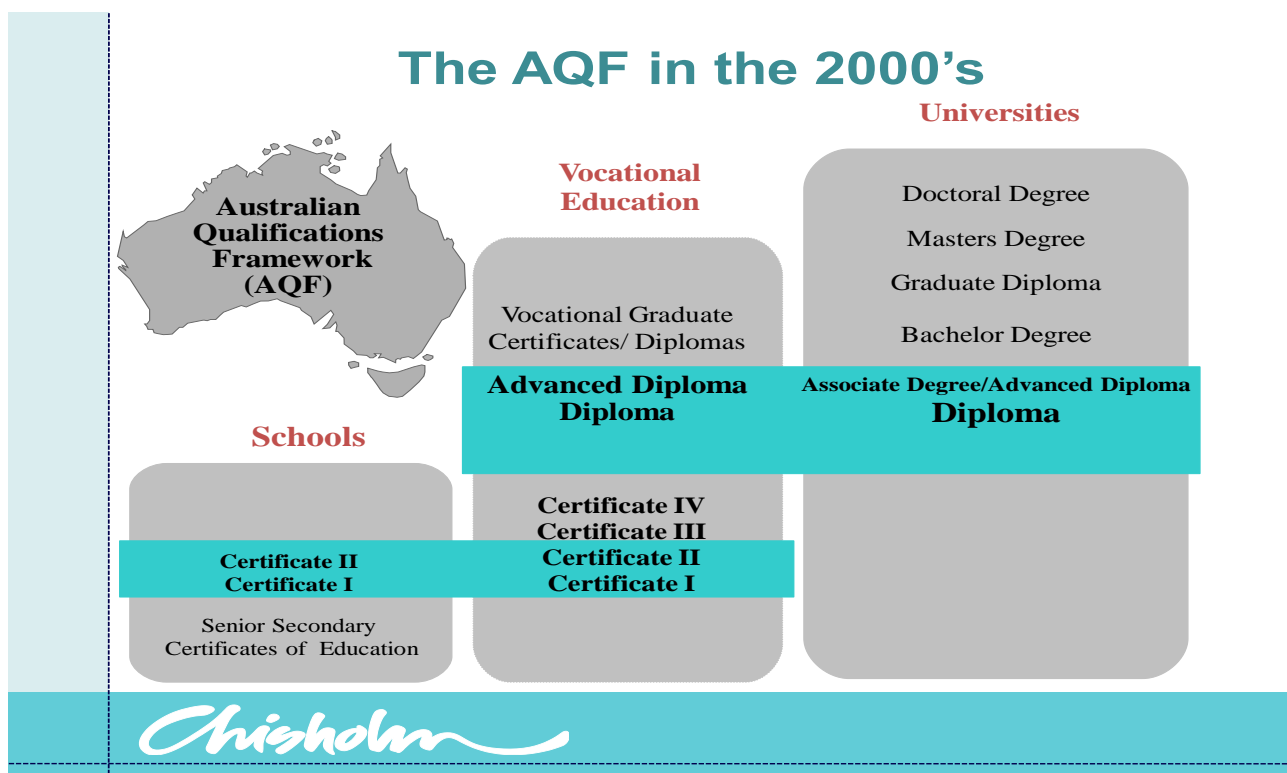 The AQF in the 2000’s
Universities
Vocational
Education
Australian
Qualifications
Framework
(AQF)
Doctoral Degree
Masters Degree
Graduate Diploma
Bachelor Degree
Vocational Graduate
Certificates/ Diplomas
Advanced Diploma
Diploma
Associate Degree/Advanced Diploma
Diploma
Schools
Certificate IV
Certificate III
Certificate II
Certificate I
Certificate II
Certificate I
Senior Secondary
Certificates of Education
Chisholm